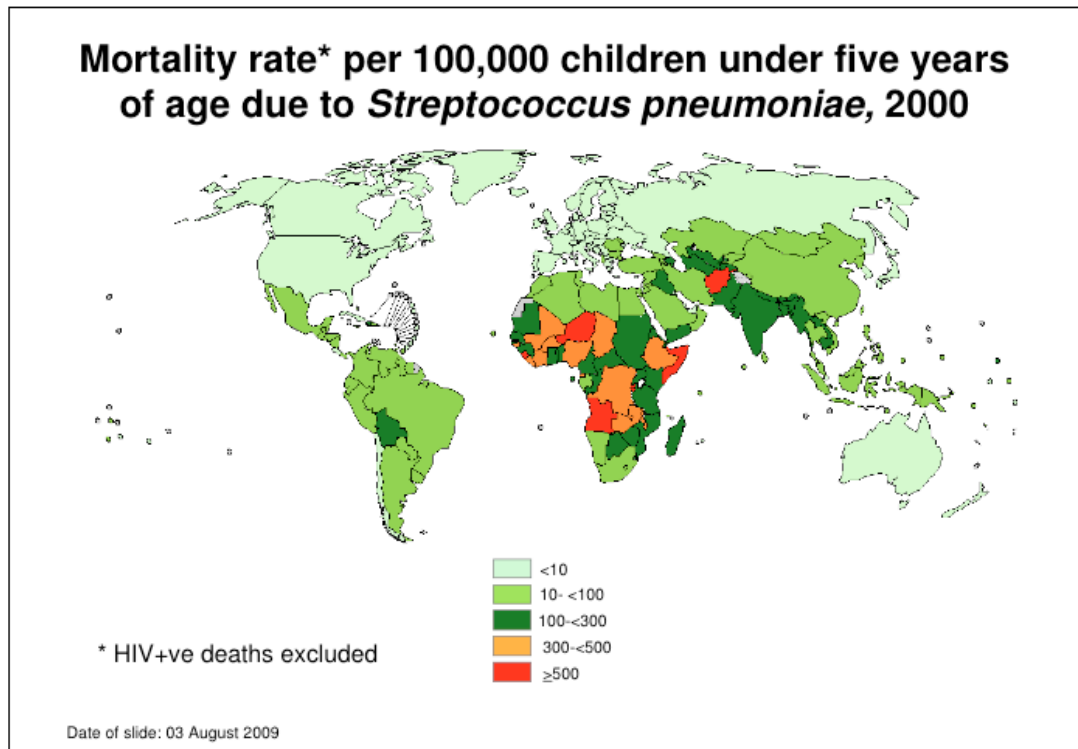 Mortality rate* per 100,000 children under five years
of age due to Streptococcus pneumoniae, 2000
<10
10- <100
100-<300
300-<500
≥500
* HIV+ve deaths excluded
Date of slide: 03 August 2009